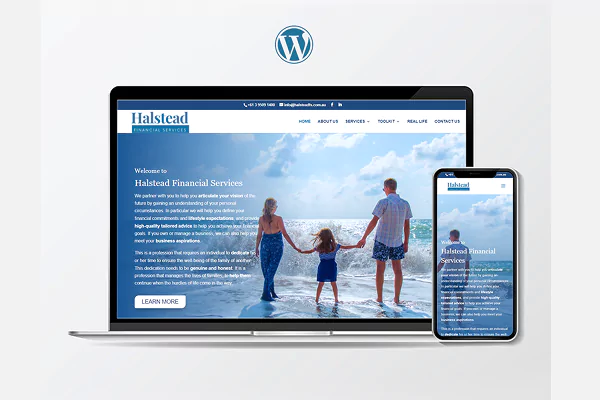 W
+61 3 9549 1400 info@halsteadfs.com.au
Halstead
FINANCIAL SERVICES
HOME ABOUT US SERVICES TOOLKIT REAL LIFE CONTACT US
Welcome to
Halstead Financial Services
We partner with you to help you articulate your vision of the
future by gaining an understanding of your personal
circumstances. In particular we will help you define your
financial commitments and lifestyle expectations, and provide
high-quality tailored advice to help you achieve your
goals. If you own or manage a business, we can also help you
meet your business aspirations.
This is a profession that requires an individual to dedicate his
or her time to ensure the well-being of the family of another.
This dedication needs to be genuine and honest. It is a
profession that manages the lives of families, to help them
continue when the hurdles of life come in the way.
LEARN MORE
Halstead
Welcome to
Halstead Financial
Services
We partner with you to help you articulate
your vision of the future by gaining an
understanding of your personal
circumstances. In particular we will help you define your
financial commitments and lifestyle
expectations, and provide high-quality
tailored advice to help you achieve your
goals. If you own or manage a
business, we can also help you meet your
business aspirations.
This is a profession that requires an individual
to dedicate his or her time to ensure the well-